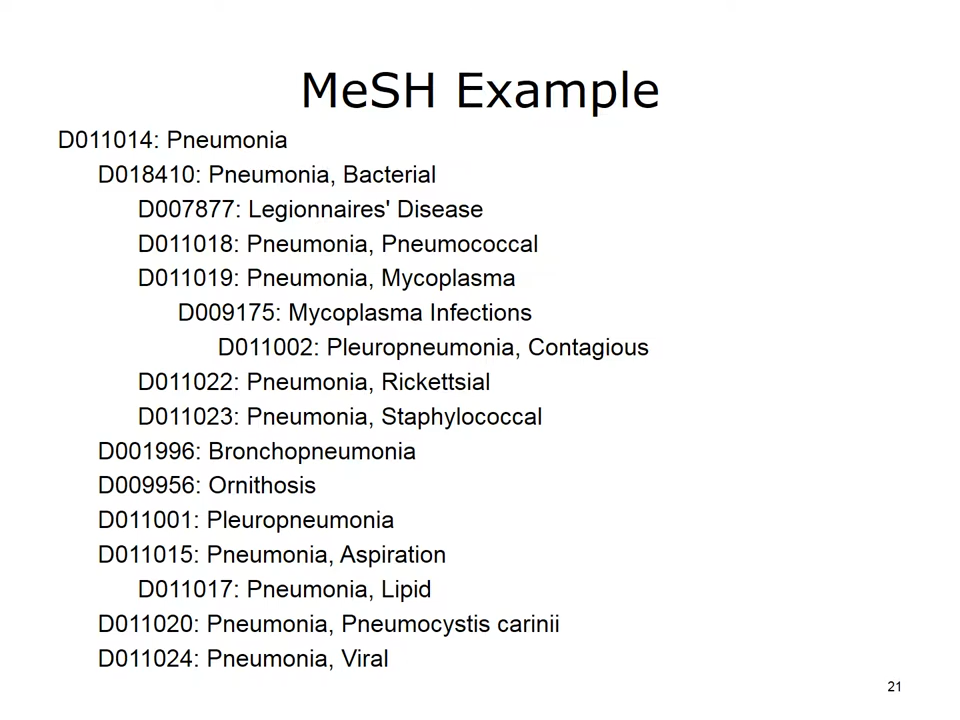 MeSH Example
D011014: Pneumonia
D018410: Pneumonia, Bacterial
D007877: Legionnaires' Disease
D011018: Pneumonia, Pneumococcal
D011019: Pneumonia, Mycoplasma
D009175: Mycoplasma Infections
D011002: Pleuropneumonia, Contagious
D011022: Pneumonia, Rickettsial
D011023: Pneumonia, Staphylococcal
D001996: Bronchopneumonia
D009956: Ornithosis
D011001: Pleuropneumonia
D011015: Pneumonia, Aspiration
D011017: Pneumonia, Lipid
D011020: Pneumonia, Pneumocystis carinii
D011024: Pneumonia, Viral
21